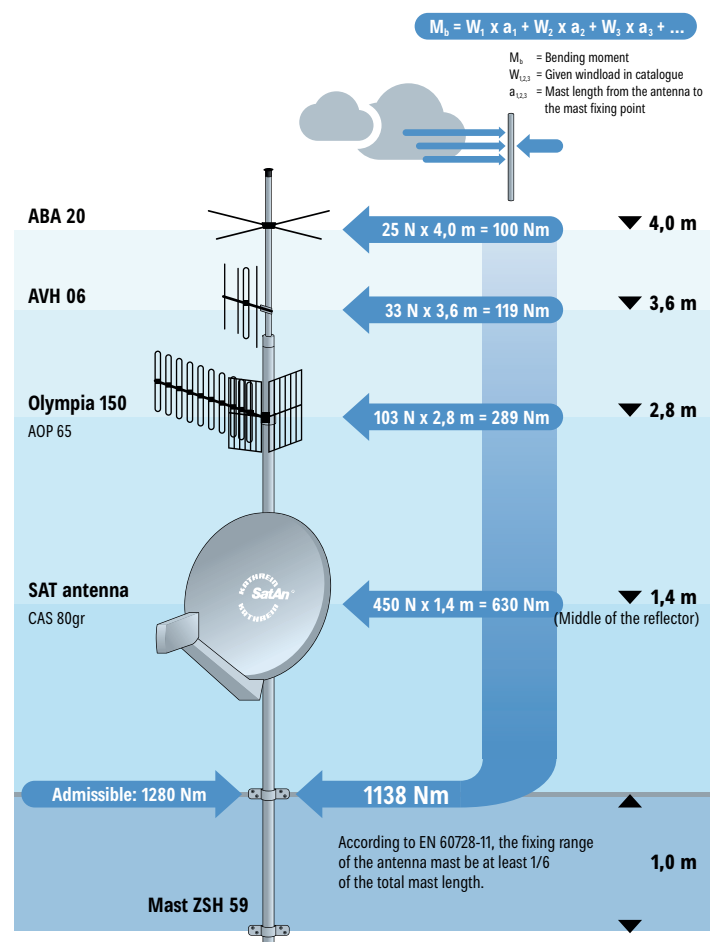 Mb = W1 x a1 + W2 x a2 + W3 x a3 + ...
Mb = Bending moment
W1,2,3 = Given windload in catalogue
a1,2,3 = Mast length from the antenna to
the mast fixing point
ABA 20
25 N x 4,0 m = 100 Nm
4,0 m
AVH 06
33 N x 3,6 m = 119 Nm
3,6 m
Olympia 150
AOP 65
103 N x 2,8 m = 289 Nm
2,8 m
KATHREIN
SatAn®
KATHREIN
SAT antenna
CAS 80gr
450 N x 1,4 m = 630 Nm
1,4 m
(Middle of the reflector)
Admissible: 1280 Nm
1138 Nm
According to EN 60728-11, the fixing range
of the antenna mast be at least 1/6
of the total mast length.
1,0 m
Mast ZSH 59